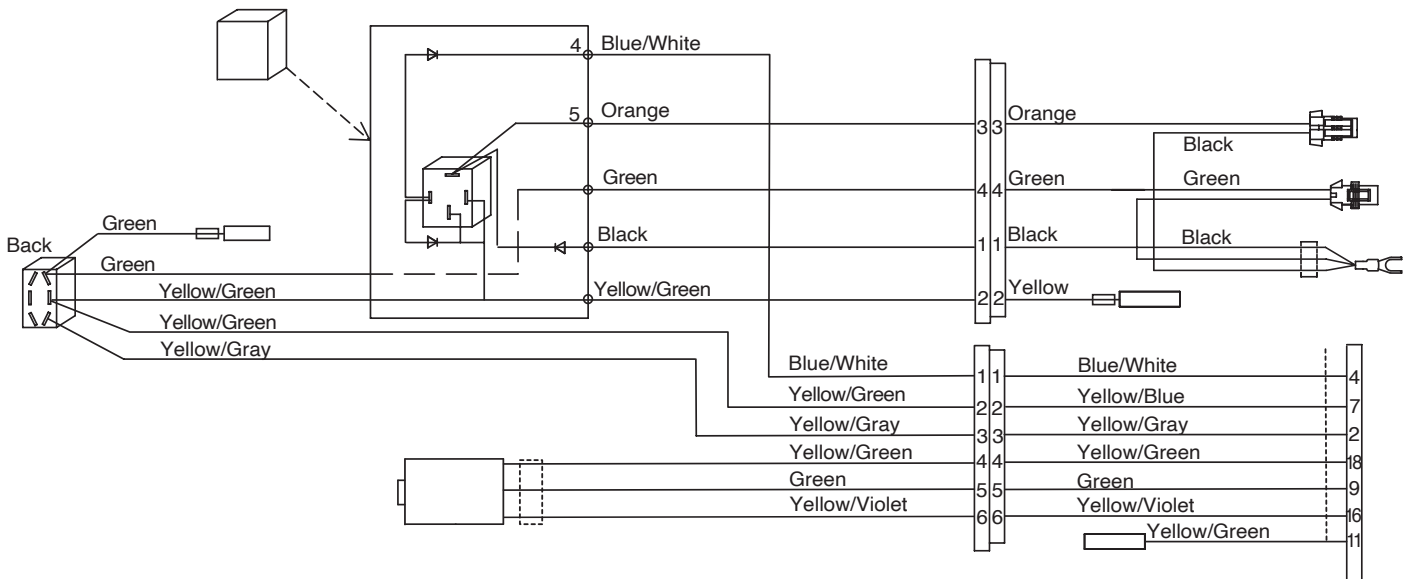 4 Blue/White
5 Orange 3 3 Orange
Black
Green 4 4 Green Green
Green
Back
Black 1 1 Black Black
Green
Yellow/Green Yellow/Green 2 2 Yellow
Yellow/Green
Yellow/Gray
Blue/White 1 1 Blue/White 4
Yellow/Green 2 2 Yellow/Blue 7
Yellow/Gray 3 3 Yellow/Gray 2
Yellow/Green 4 4 Yellow/Green 18
Green 5 5 Green 9
Yellow/Violet 6 6 Yellow/Violet 16
Yellow/Green 11